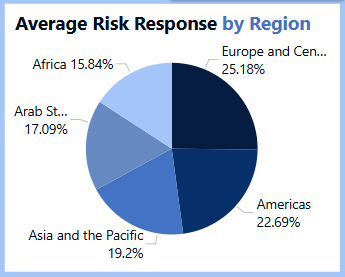 Average Risk Response by Region
Africa 15.84%
Europe and Cen...
25.18%
Arab St...
17.09%
Americas
22.69%
Asia and the Pacific
19.2%